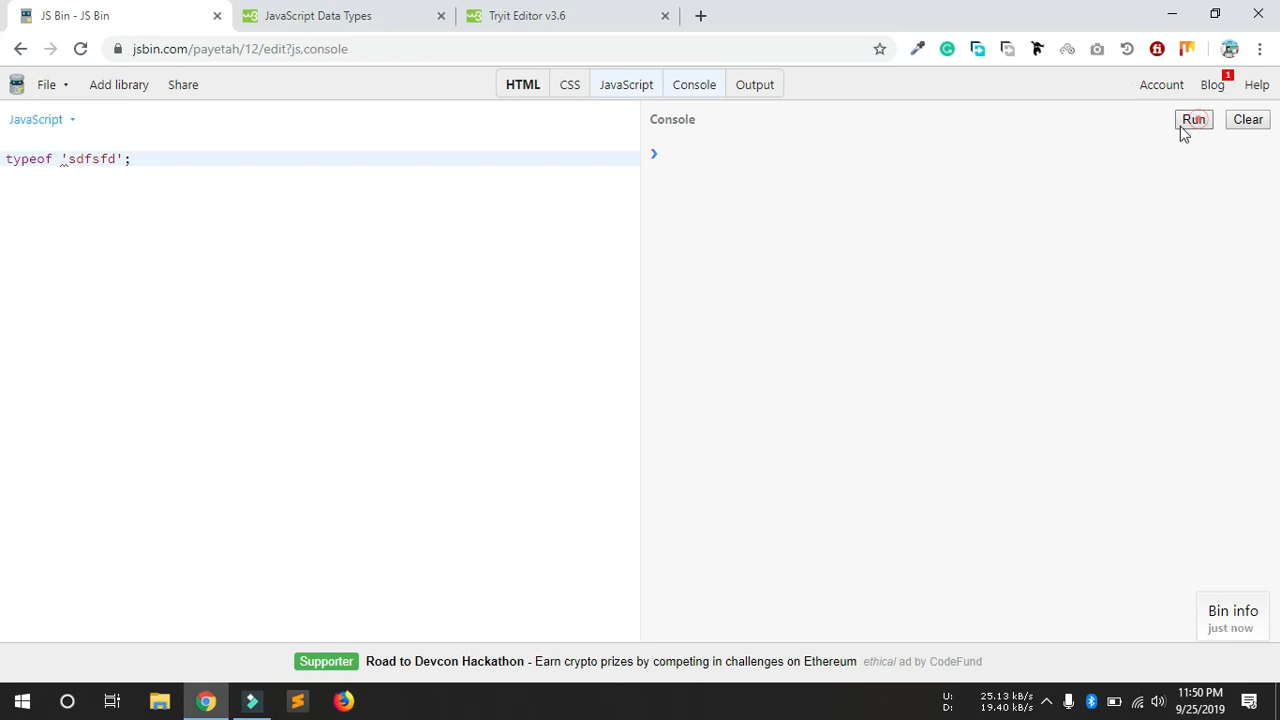 JS Bin - JS Bin
JavaScript Data Types
Tryit Editor v3.6
jsbin.com/payetah/12/edit?js,console
File
Add library
Share
HTML
CSS
JavaScript
Console
Output
Account
Blog
1
Help
JavaScript
Console
Run
Clear
typeof 'sdfsfd';
Bin info
just now
Supporter Road to Devcon Hackathon - Earn crypto prizes by competing in challenges on Ethereum ethical ad by CodeFund
U: 25.13 kB/s
D: 19.40 kB/s
11:50 PM
9/25/2019